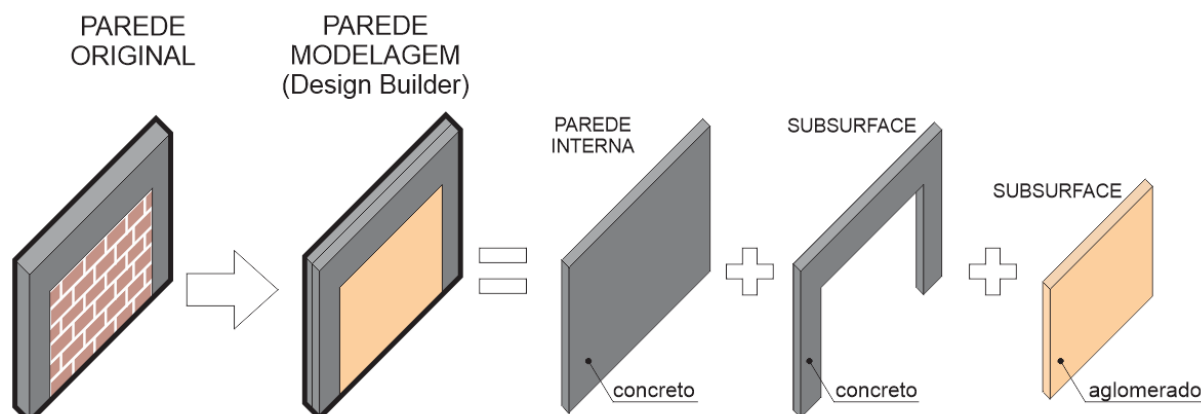 PAREDE
ORIGINAL
PAREDE
MODELAGEM
(Design Builder)
PAREDE
INTERNA
SUBSURFACE
SUBSURFACE
concreto
concreto
aglomerado